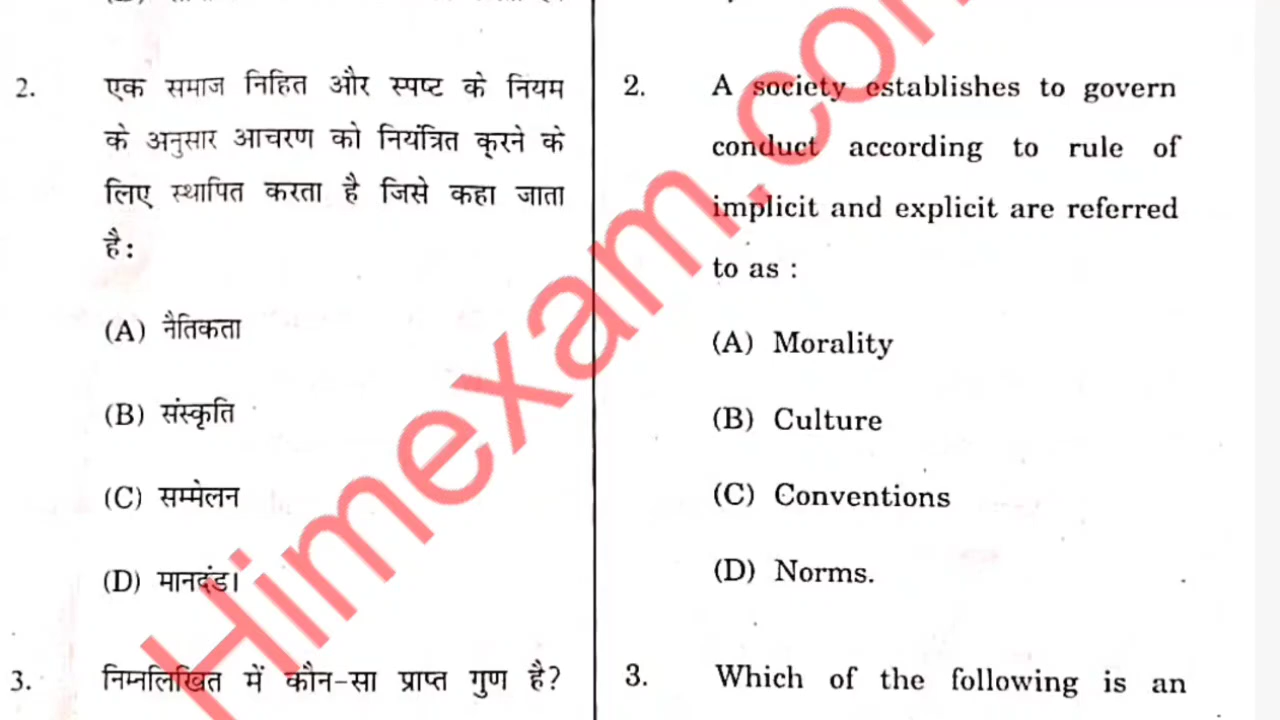 2.
एक समाज निहित और स्पष्ट के नियम
के अनुसार आचरण को नियंत्रित करने के
लिए स्थापित करता है जिसे कहा जाता
है:
(A) नैतिकता
(B) संस्कृति
(C) सम्मेलन
(D) मानदंड।
3.
निम्नलिखित में कौन-सा प्राप्त गुण है?
2.
A society establishes to govern
conduct according to rule of
implicit and explicit are referred
to as :
(A) Morality
(B) Culture
(C) Conventions
(D) Norms.
3.
Which of the following is an
Himexam.com